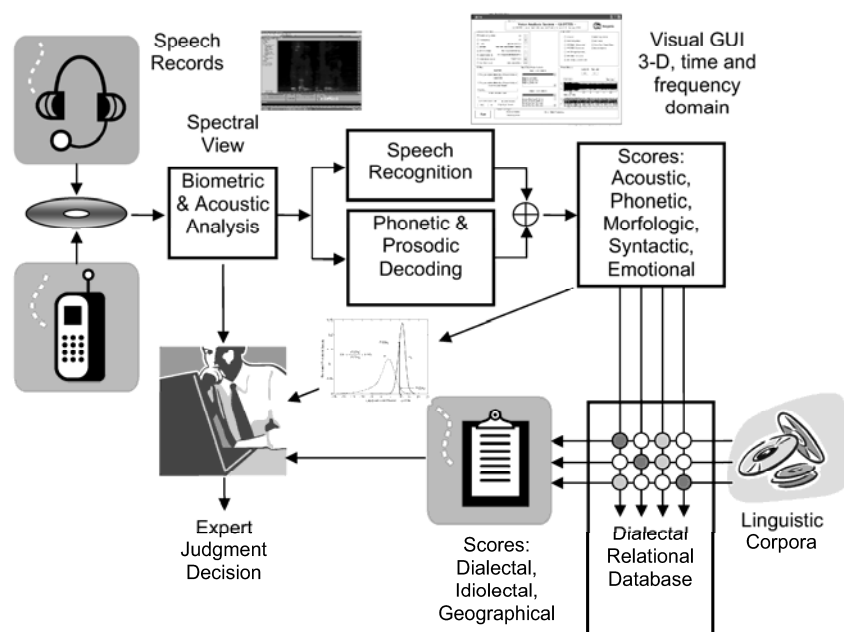 Speech
Records
Visual GUI
3-D, time and
frequency
domain
Spectral
View
Biometric
& Acoustic
Analysis
Speech
Recognition
Phonetic &
Prosodic
Decoding
Scores:
Acoustic,
Phonetic,
Morfologic,
Syntactic,
Emotional
Expert
Judgment
Decision
Scores:
Dialectal,
Idiolectal,
Geographical
Dialectal
Relational
Database
Linguistic
Corpora